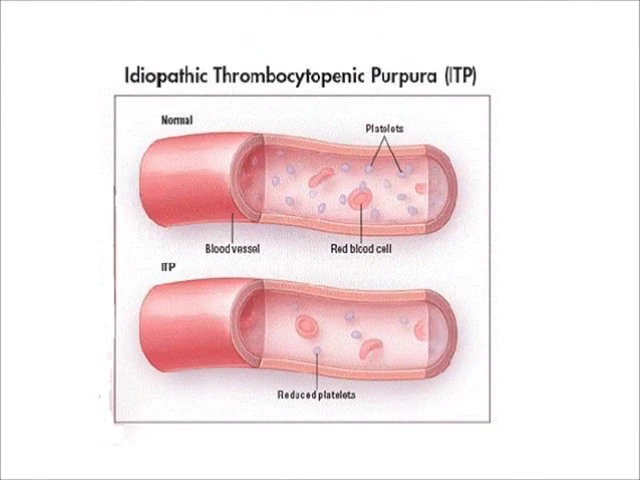 Idiopathic Thrombocytopenic Purpura (ITP)
Normal
Platelets
Blood vessel
Red blood cell
ITP
Reduced platelets